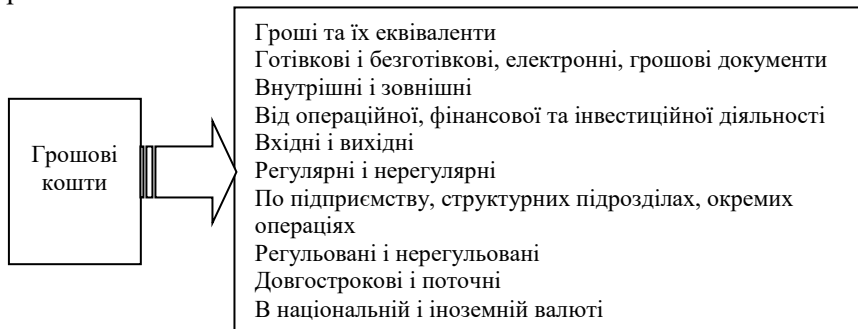 Грошові
кошти
Гроші та їх еквіваленти
Готівкові і безготівкові, електронні, грошові документи
Внутрішні і зовнішні
Від операційної, фінансової та інвестиційної діяльності
Вхідні і вихідні
Регулярні і нерегулярні
По підприємству, структурних підрозділах, окремих
операціях
Регульовані і нерегульовані
Довгострокові і поточні
В національній і іноземній валюті